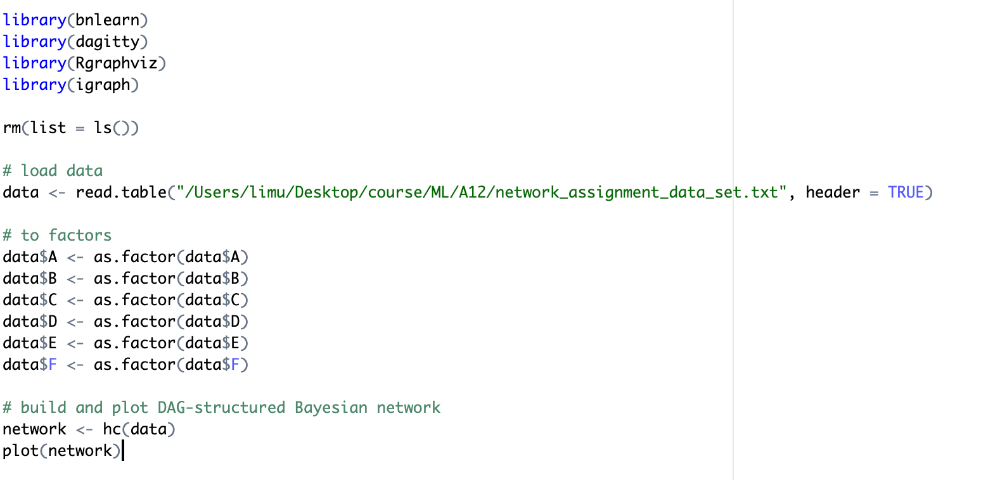 library(bnlearn)
library(dagitty)
library(Rgraphviz)
library(igraph)
rm(list = ls())
# load data
data <- read.table("/Users/limu/Desktop/course/ML/A12/network_assignment_data_set.txt", header = TRUE)
# to factors
data$A <- as.factor(data$A)
data$B <- as.factor(data$B)
data$C <- as.factor(data$C)
data$D <- as.factor(data$D)
data$E <- as.factor(data$E)
data$F <- as.factor(data$F)
# build and plot DAG-structured Bayesian network
network <- hc(data)
plot(network)